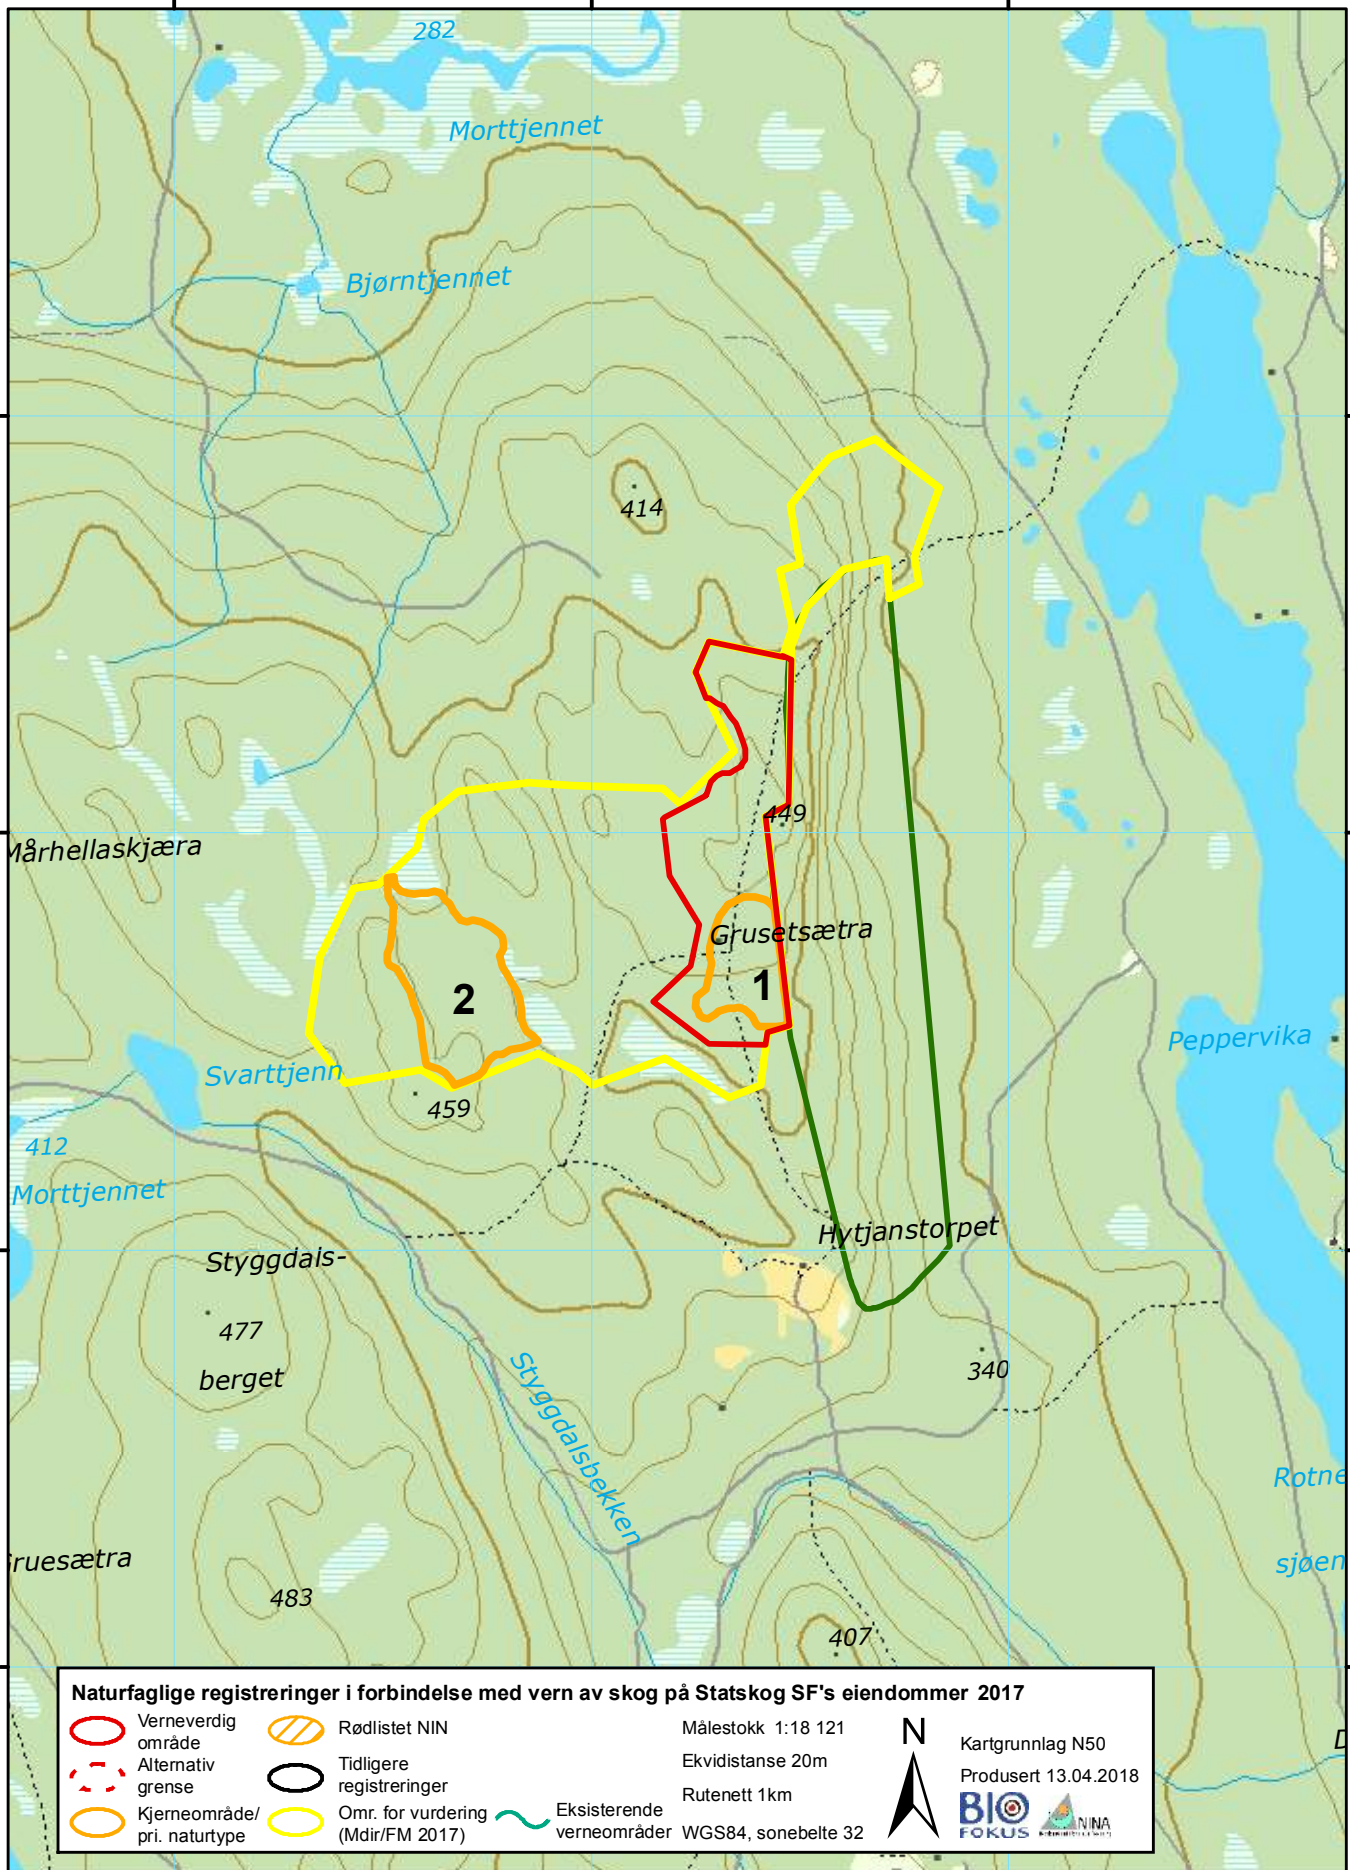 282
Morttjennet
Bjørntjennet
414
449
Mårhellaskjæra
Grusetsætra
1
2
Peppervika
Svarttjenn
459
412
Morttjennet
Hytjanstorpet
Styggdals-
477
berget
340
Styggdalsbekken
Rotne
sjøen
ruesætra
483
407
Naturfaglige registreringer i forbindelse med vern av skog på Statskog SF's eiendommer 2017
Verneverdig
område
Alternativ
grense
Kjerneområde/
pri. naturtype
Rødlistet NIN
Tidligere
registreringer
Omr. for vurdering
(Mdir/FM 2017)
Eksisterende
verneområder
Målestokk 1:18 121
Ekvidistanse 20m
Rutenett 1km
WGS84, sonebelte 32
N
Kartgrunnlag N50
Produsert 13.04.2018
BIO
FOKUS
NINA